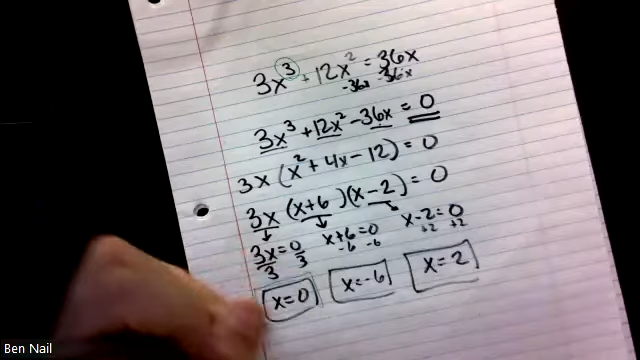 3x³ + 12x² = 36x
-36x -36x
3x³ + 12x² - 36x = 0
3x (x² + 4x - 12) = 0
3x (x+6)(x-2) = 0
3x = 0 x+6 = 0 x-2 = 0
3 3 -6 -6 +2 +2
x = 0 x = -6 x = 2
Ben Nail